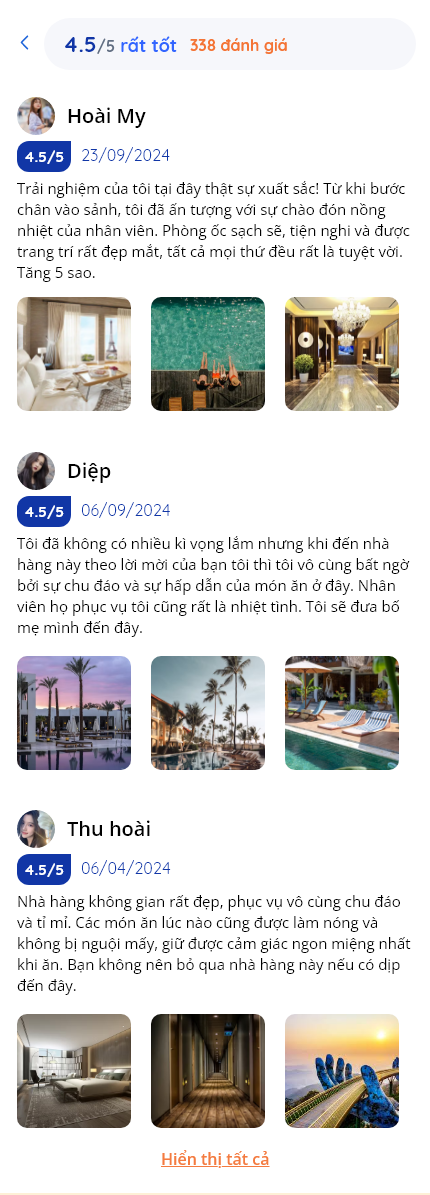 4.5/5 rất tốt 338 đánh giá
Hoài My
4.5/5 23/09/2024
Trải nghiệm của tôi tại đây thật sự xuất sắc! Từ khi bước
chân vào sảnh, tôi đã ấn tượng với sự chào đón nồng
nhiệt của nhân viên. Phòng ốc sạch sẽ, tiện nghi và được
trang trí rất đẹp mắt, tất cả mọi thứ đều rất là tuyệt vời.
Tăng 5 sao.
Diệp
4.5/5 06/09/2024
Tôi đã không có nhiều kì vọng lắm nhưng khi đến nhà
hàng này theo lời mời của bạn tôi thì tôi vô cùng bất ngờ
bởi sự chu đáo và sự hấp dẫn của món ăn ở đây. Nhân
viên họ phục vụ tôi cũng rất là nhiệt tình. Tôi sẽ đưa bố
mẹ mình đến đây.
Thu hoài
4.5/5 06/04/2024
Nhà hàng không gian rất đẹp, phục vụ vô cùng chu đáo
và tỉ mỉ. Các món ăn lúc nào cũng được làm nóng và
không bị nguội mấy, giữ được cảm giác ngon miệng nhất
khi ăn. Bạn không nên bỏ qua nhà hàng này nếu có dịp
đến đây.
Hiển thị tất cả